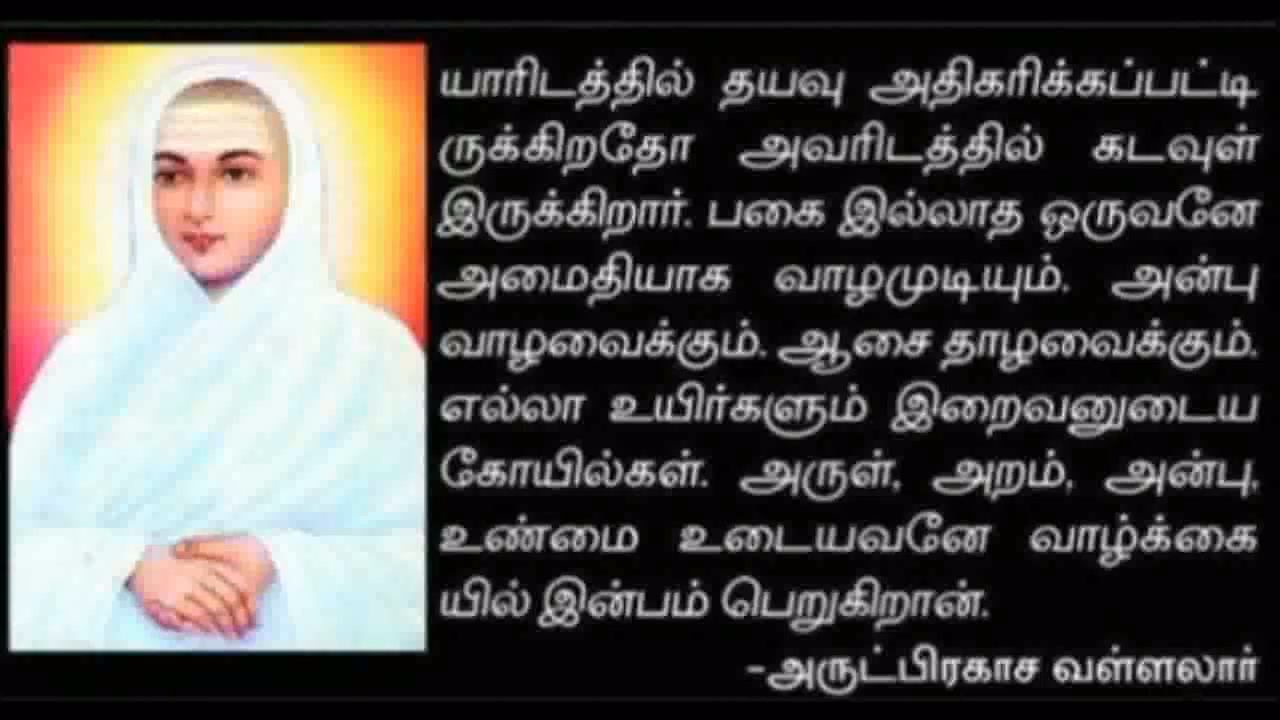 யாரிடத்தில் தயவு அதிகரிக்கப்பட்டி
ருக்கிறதோ அவரிடத்தில் கடவுள்
இருக்கிறார். பகை இல்லாத ஒருவனே
அமைதியாக வாழமுடியும். அன்பு
வாழவைக்கும். ஆசை தாழவைக்கும்.
எல்லா உயிர்களும் இறைவனுடைய
கோயில்கள். அருள், அறம், அன்பு,
உண்மை உடையவனே வாழ்க்கை
யில் இன்பம் பெறுகிறான்.
-அருட்பிரகாச வள்ளலார்